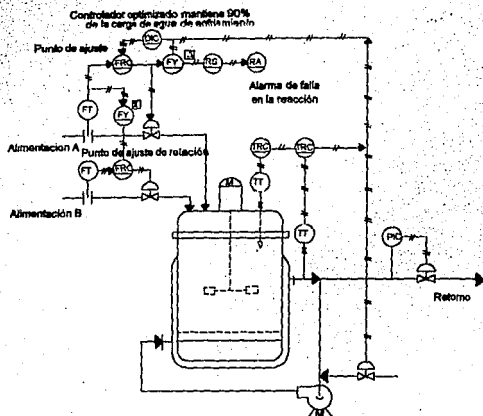 Controlador optimizado mantiene 90%
de la carga de agua de enfriamiento
Punto de ajuste
FRC
FY
RG
RA
Alarma de falla
en la reacción
FT
FY
Alimentación A
Punto de ajuste de relación
TRC
TRC
FT
FRC
TT
Alimentación B
M
TT
PIC
Retorno
M